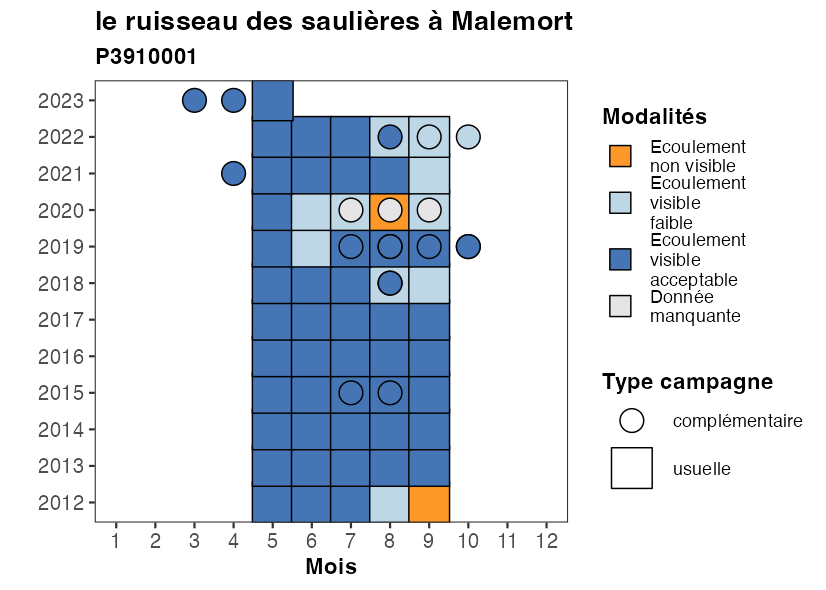 le ruisseau des saulières à Malemort
P3910001
2023
2022
2021
2020
2019
2018
2017
2016
2015
2014
2013
2012
1 2 3 4 5 6 7 8 9 10 11 12
Mois
Modalités
Ecoulement
non visible
Ecoulement
visible
faible
Ecoulement
visible
acceptable
Donnée
manquante
Type campagne
complémentaire
usuelle